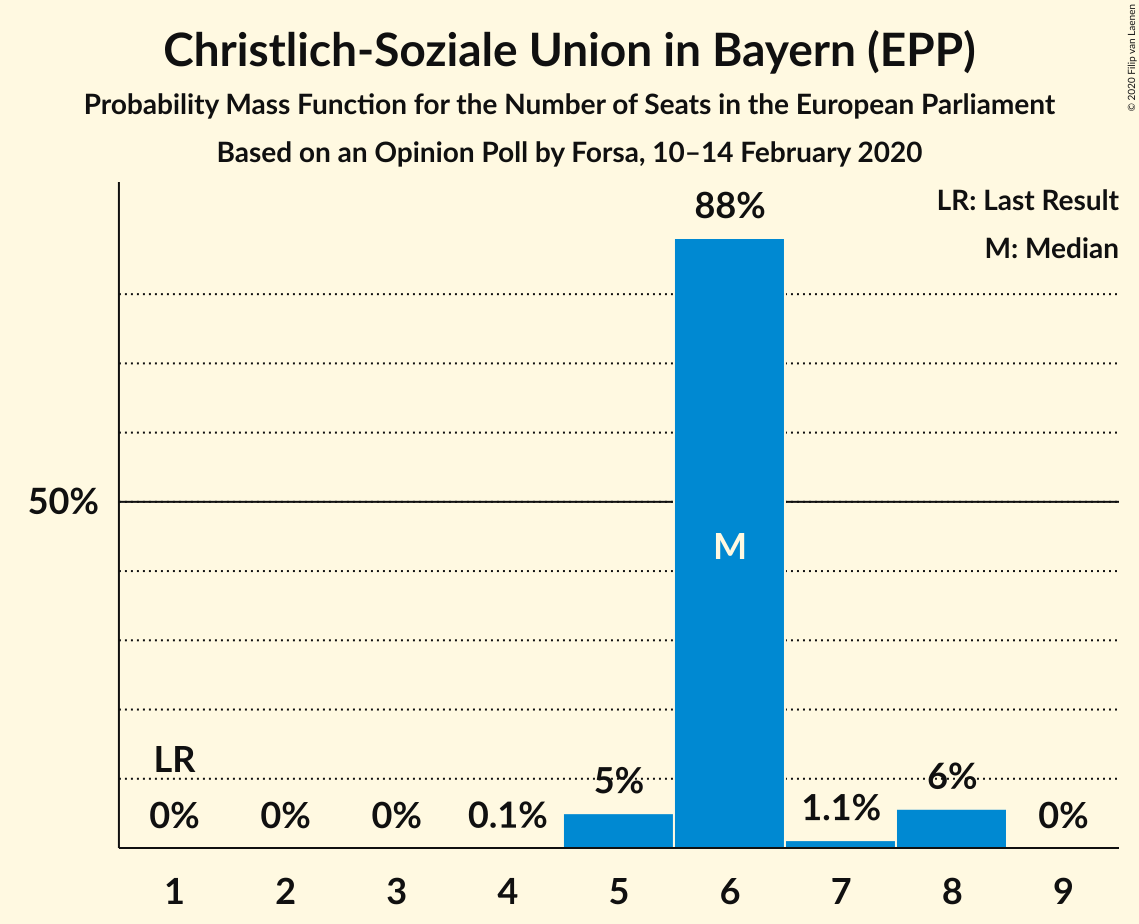 Christlich-Soziale Union in Bayern (EPP)
Probability Mass Function for the Number of Seats in the European Parliament
Based on an Opinion Poll by Forsa, 10–14 February 2020
© 2020 Filip van Laenen
LR: Last Result
M: Median
88%
50%
M
LR
0%
0%
0%
0.1%
5%
1.1%
6%
0%
1 2 3 4 5 6 7 8 9